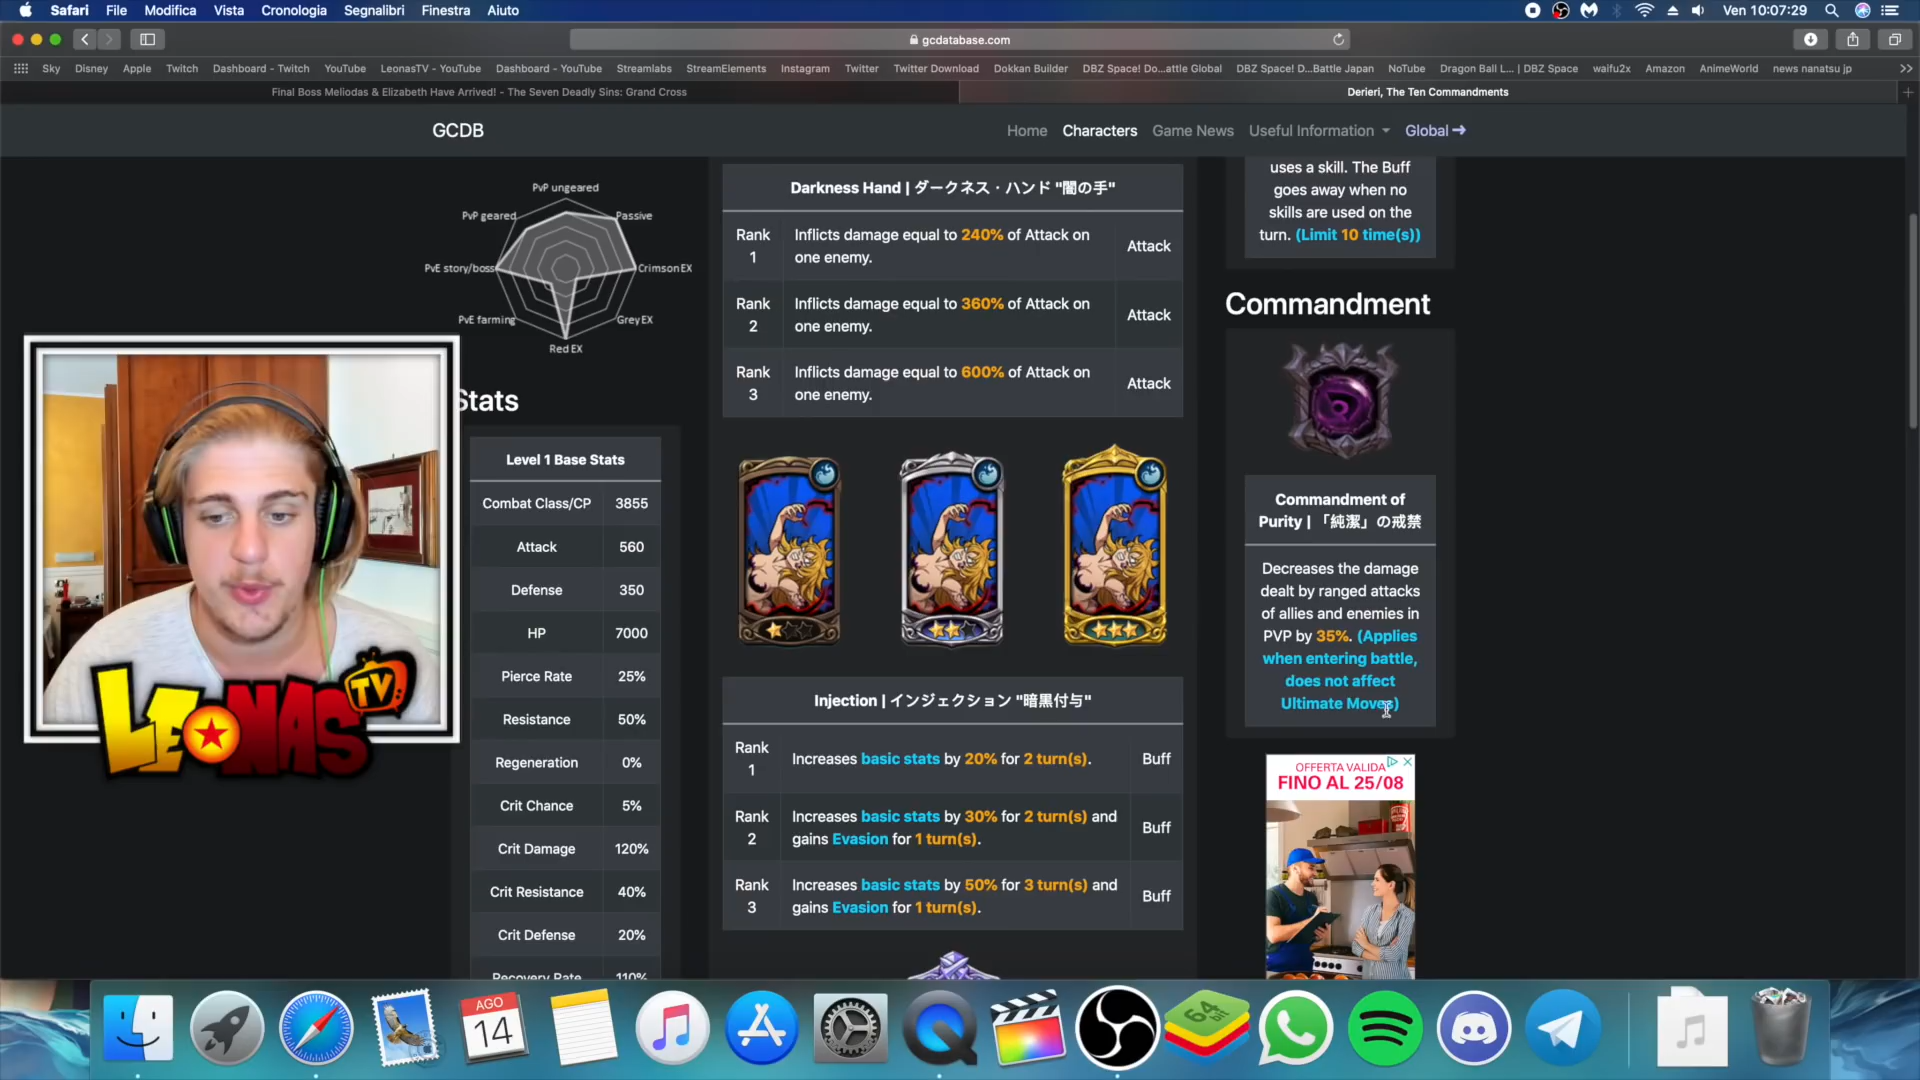 Safari File Modifica Vista Cronologia Segnalibri Finestra Aiuto
Ven 10:07:29
gcdatabase.com
Sky Disney Apple Twitch Dashboard - Twitch YouTube LeonasTV - YouTube Dashboard - YouTube Streamlabs StreamElements Instagram Twitter Twitter Download Dokkan Builder DBZ Space! Do...attle Global DBZ Space! D...Battle Japan NoTube Dragon Ball L... | DBZ Space waifu2x Amazon AnimeWorld news nanatsu jp >>
Final Boss Meliodas & Elizabeth Have Arrived! - The Seven Deadly Sins: Grand Cross
Derieri, The Ten Commandments
GCDB
Home Characters Game News Useful Information Global
PvP ungeared
PvP geared
Passive
PvE story/boss
Crimson EX
PvE farming
Grey EX
Red EX
Stats
Level 1 Base Stats
Combat Class/CP 3855
Attack 560
Defense 350
HP 7000
Pierce Rate 25%
Resistance 50%
Regeneration 0%
Crit Chance 5%
Crit Damage 120%
Crit Resistance 40%
Crit Defense 20%
Recovery Rate 110%
LEONAS
TV
Darkness Hand | ダークネス・ハンド "闇の手"
Rank 1
Inflicts damage equal to 240% of Attack on
one enemy.
Attack
Rank 2
Inflicts damage equal to 360% of Attack on
one enemy.
Attack
Rank 3
Inflicts damage equal to 600% of Attack on
one enemy.
Attack
Injection | インジェクション "暗黒付与"
Rank 1
Increases basic stats by 20% for 2 turn(s).
Buff
Rank 2
Increases basic stats by 30% for 2 turn(s) and
gains Evasion for 1 turn(s).
Buff
Rank 3
Increases basic stats by 50% for 3 turn(s) and
gains Evasion for 1 turn(s).
Buff
uses a skill. The Buff
goes away when no
skills are used on the
turn. (Limit 10 time(s))
Commandment
Commandment of
Purity | 「純潔」の戒禁
Decreases the damage
dealt by ranged attacks
of allies and enemies in
PVP by 35%. (Applies
when entering battle,
does not affect
Ultimate Moves)
OFFERTA VALIDA
FINO AL 25/08
AGO
14
64
bit